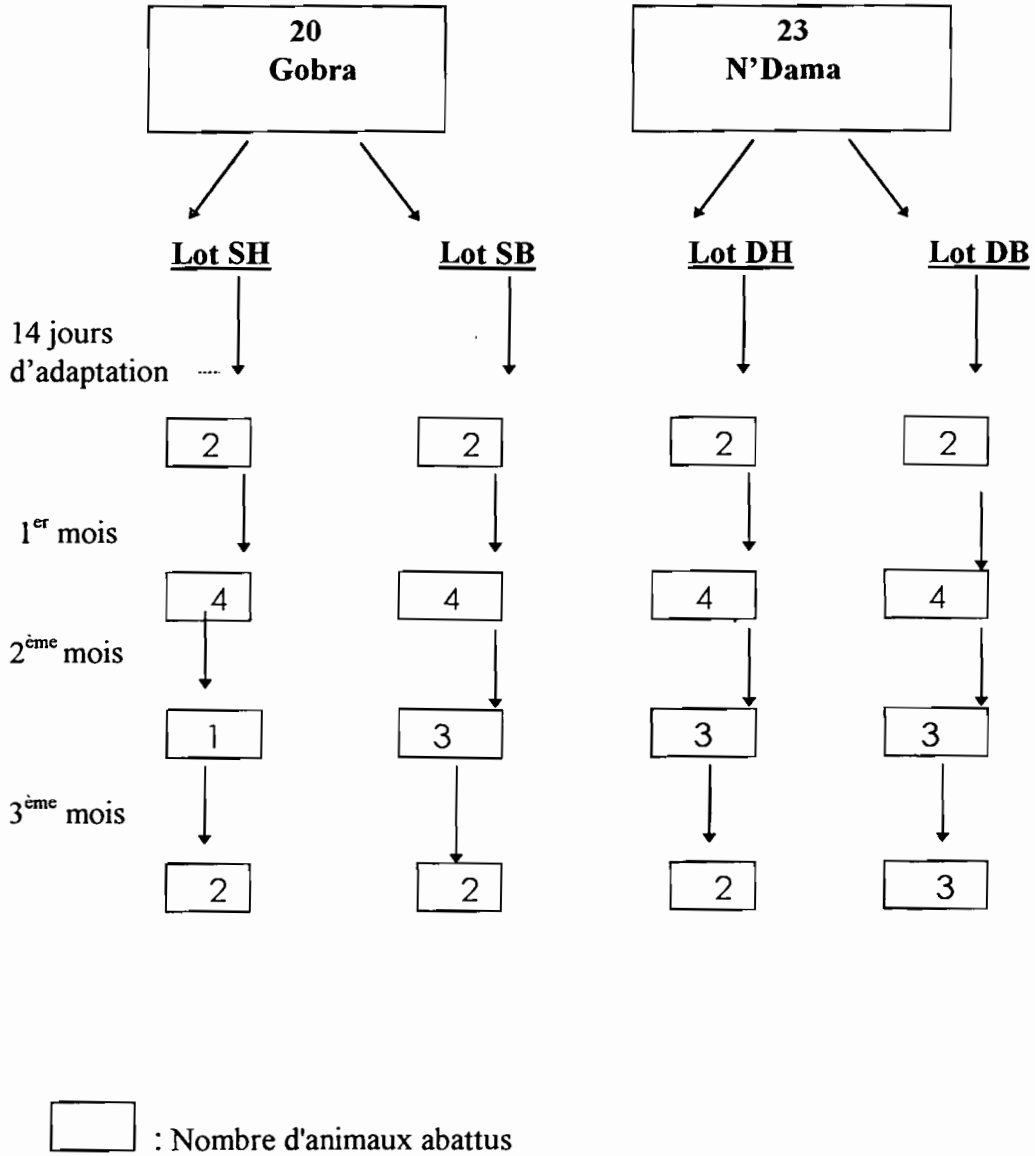 20
Gobra
23
N'Dama
Lot SH
Lot SB
Lot DH
Lot DB
14 jours
d'adaptation
2
2
2
2
1er mois
4
4
4
4
2ème mois
1
3
3
3
3ème mois
2
2
2
3
: Nombre d'animaux abattus